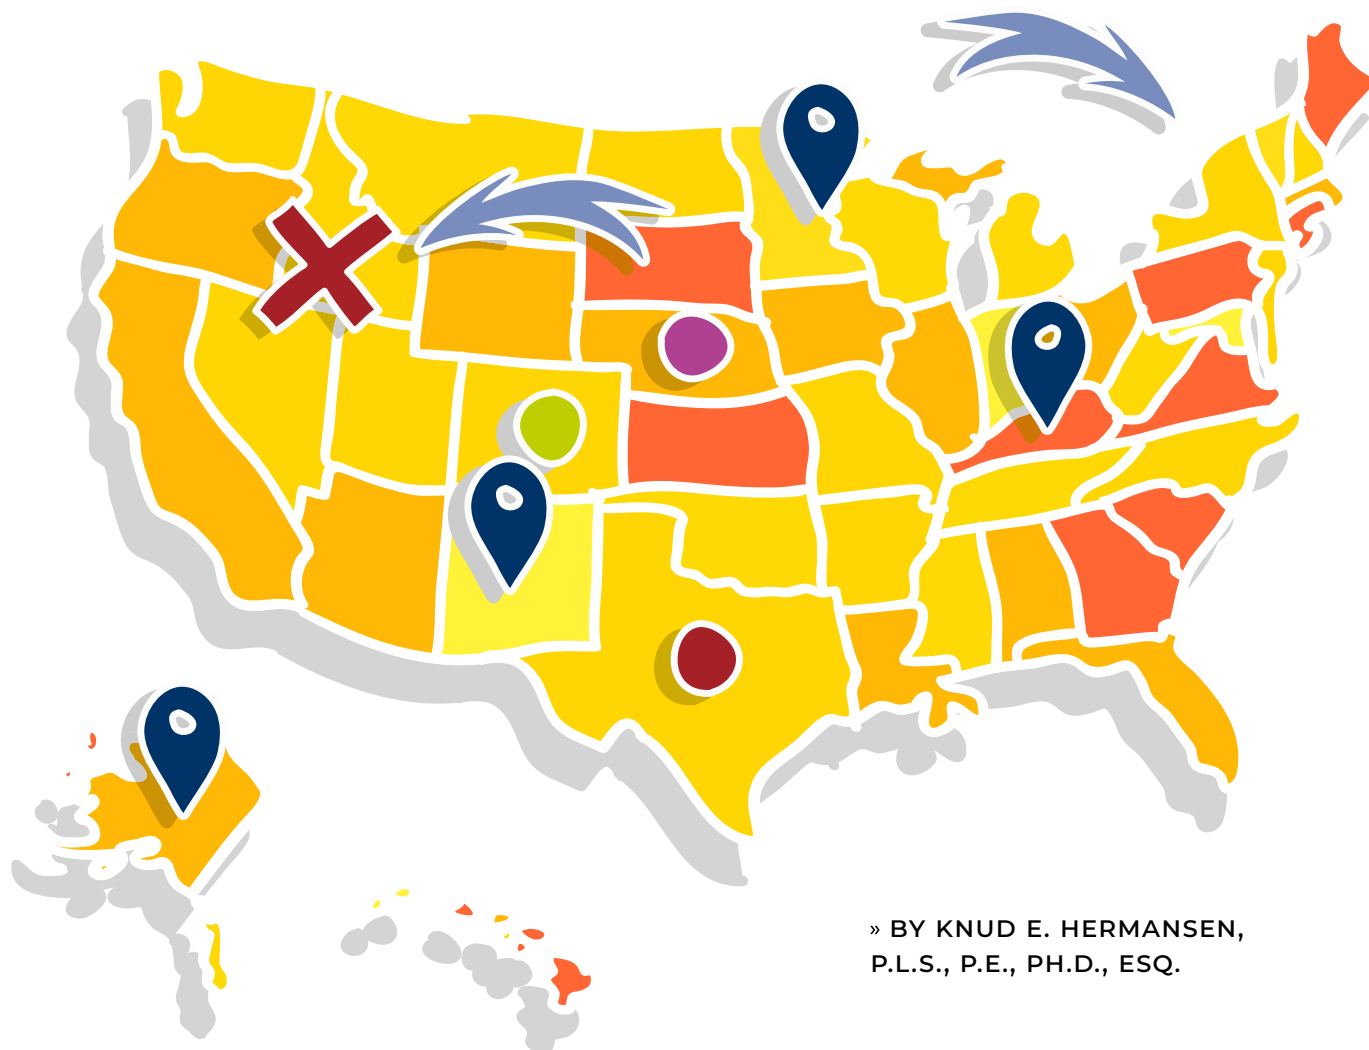 » BY KNUD E. HERMANSEN,
P.L.S., P.E., PH.D., ESQ.